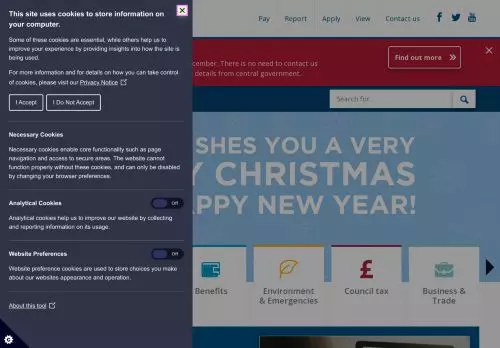 This site uses cookies to store information on
your computer.
Some of these cookies are essential, while others help us to
improve your experience by providing insights into how the site is
being used.
For more information and for details on how you can take control
of cookies, please visit our Privacy Notice
I Accept
I Do Not Accept
Necessary Cookies
Necessary cookies enable core functionality such as page
navigation and access to secure areas. The website cannot
function properly without these cookies, and can only be disabled
by changing your browser preferences.
Analytical Cookies
Off
Analytical cookies help us to improve our website by collecting
and reporting information on its usage.
Website Preferences
Off
Website preference cookies are used to store choices you make
about our websites appearance and operation.
About this tool
Pay
Report
Apply
View
Contact us
cember. There is no need to contact us
details from central government.
Find out more
Search for...
SHES YOU A VERY
Y CHRISTMAS
PPY NEW YEAR!
Benefits
Environment
& Emergencies
Council tax
Business &
Trade